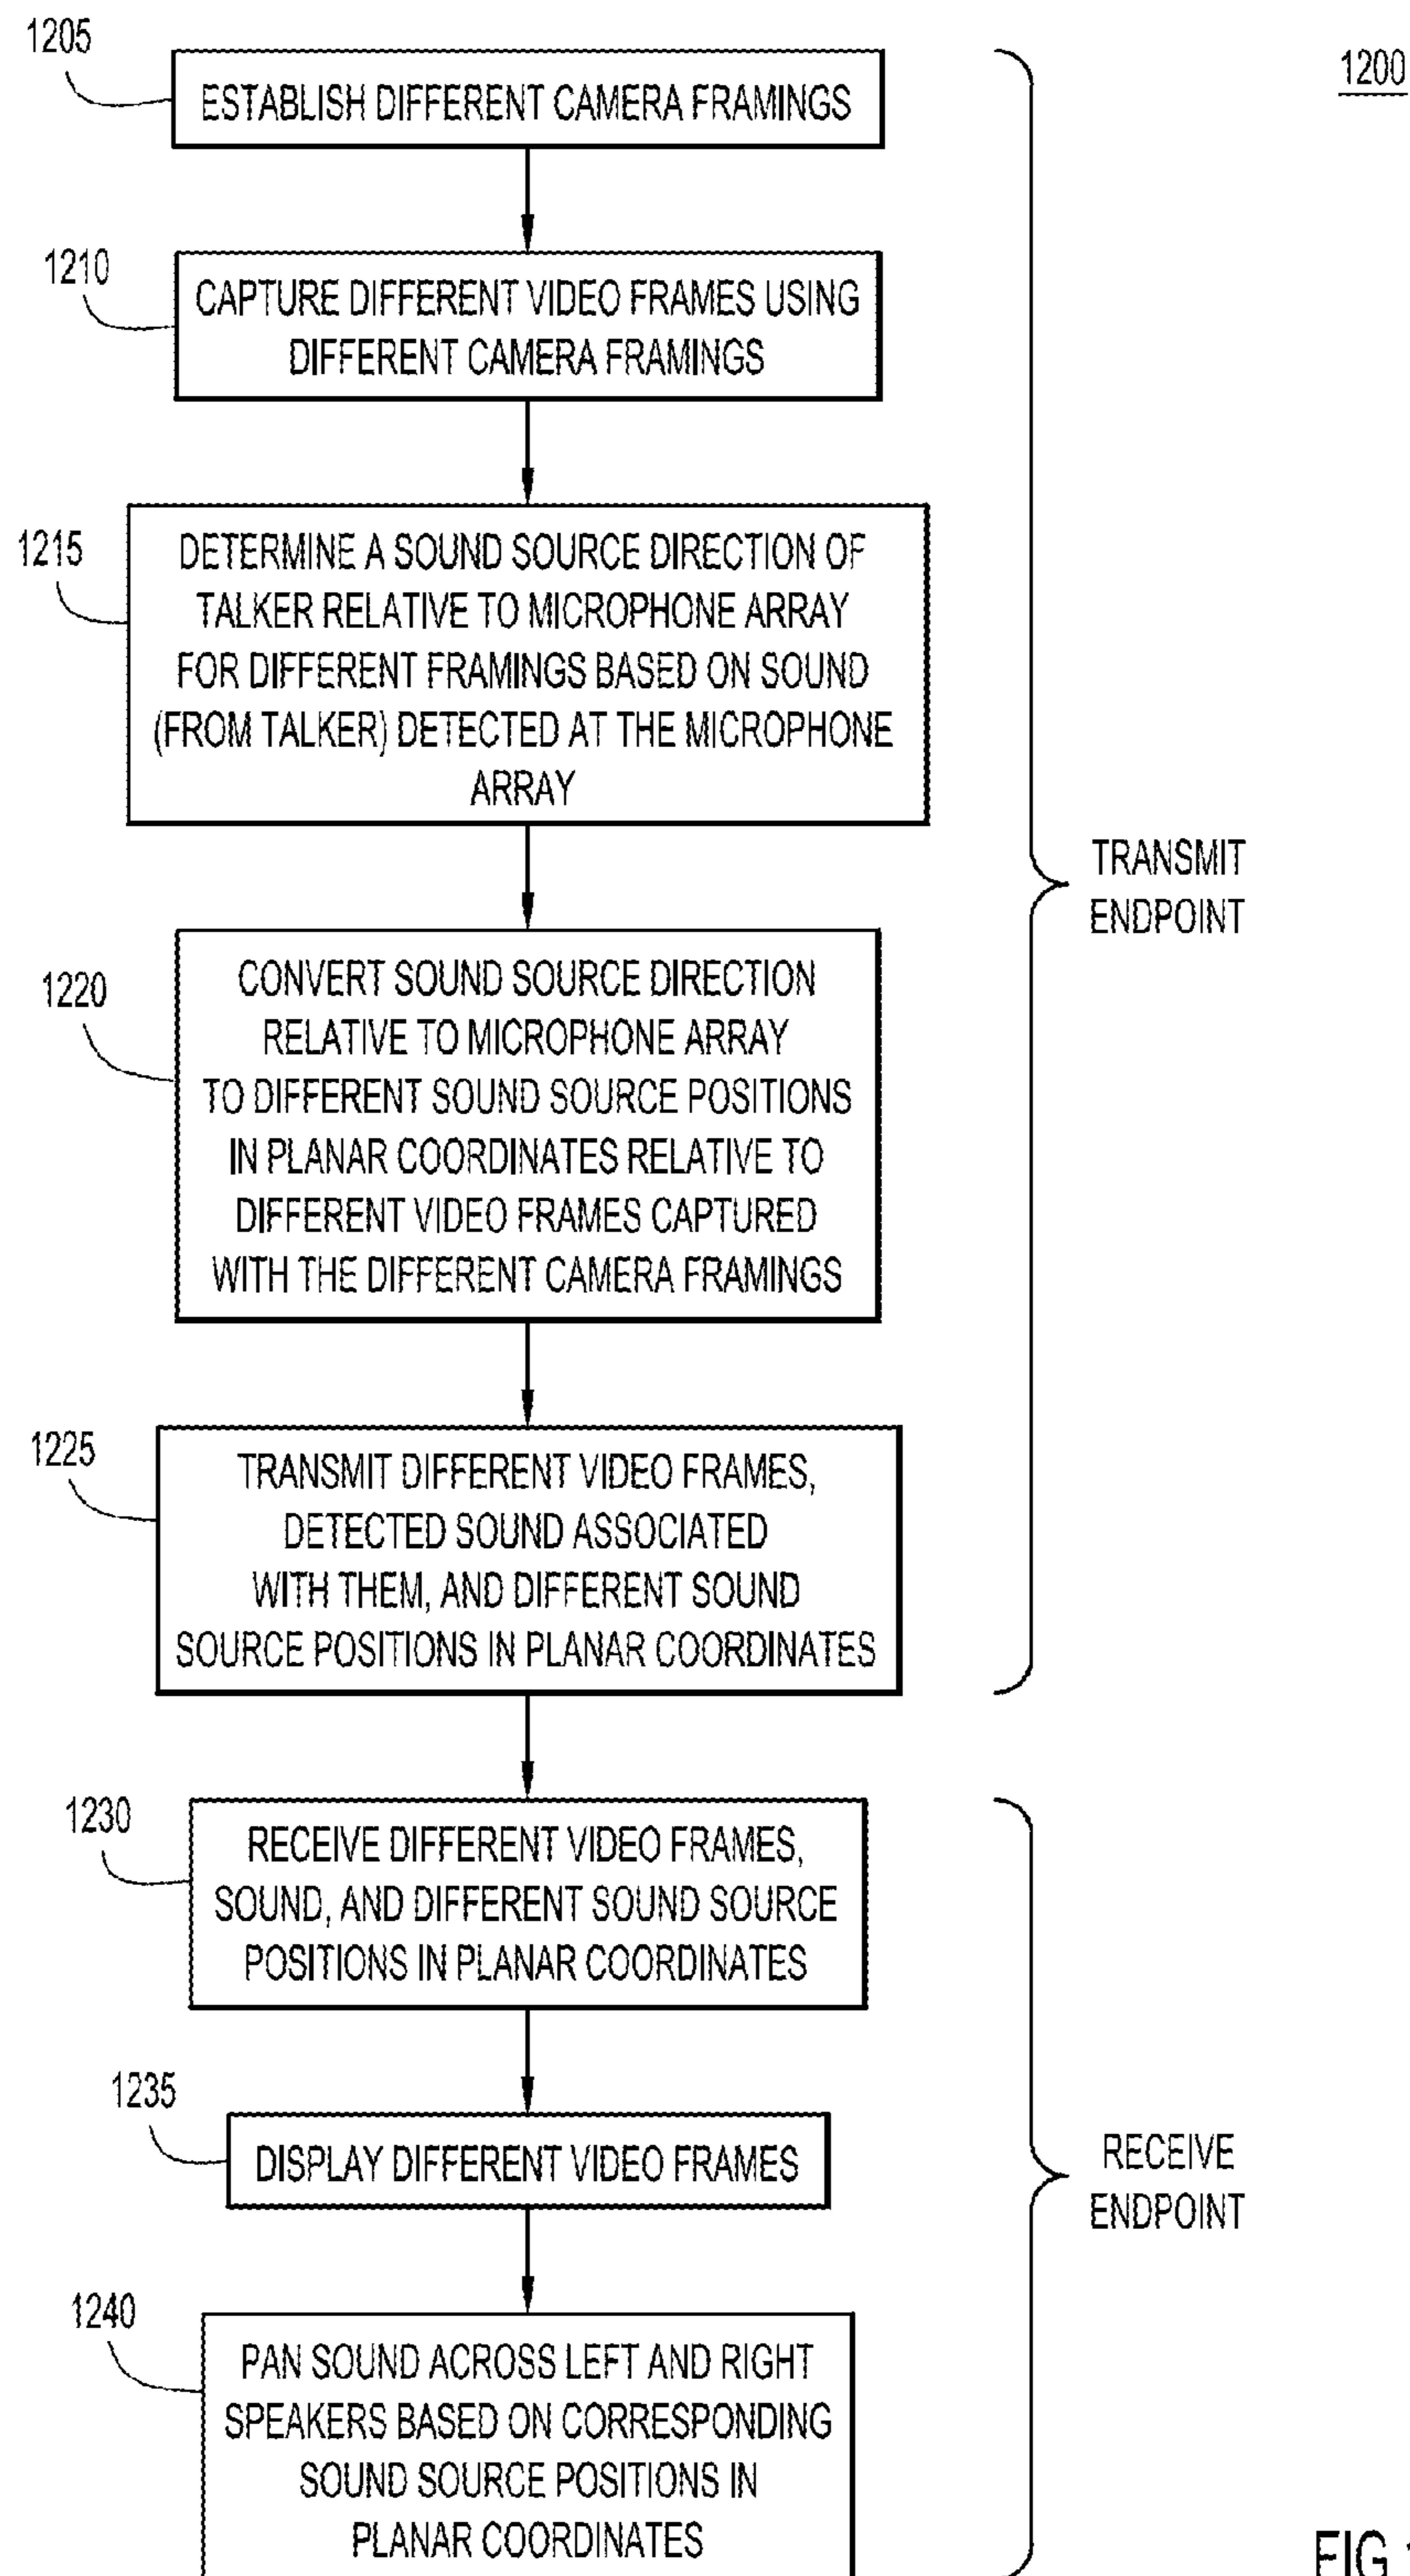 1200
1205
ESTABLISH DIFFERENT CAMERA FRAMINGS
1210
CAPTURE DIFFERENT VIDEO FRAMES USING
DIFFERENT CAMERA FRAMINGS
1215
DETERMINE A SOUND SOURCE DIRECTION OF
TALKER RELATIVE TO MICROPHONE ARRAY
FOR DIFFERENT FRAMINGS BASED ON SOUND
(FROM TALKER) DETECTED AT THE MICROPHONE
ARRAY
TRANSMIT
ENDPOINT
1220
CONVERT SOUND SOURCE DIRECTION
RELATIVE TO MICROPHONE ARRAY
TO DIFFERENT SOUND SOURCE POSITIONS
IN PLANAR COORDINATES RELATIVE TO
DIFFERENT VIDEO FRAMES CAPTURED
WITH THE DIFFERENT CAMERA FRAMINGS
1225
TRANSMIT DIFFERENT VIDEO FRAMES,
DETECTED SOUND ASSOCIATED
WITH THEM, AND DIFFERENT SOUND
SOURCE POSITIONS IN PLANAR COORDINATES
1230
RECEIVE DIFFERENT VIDEO FRAMES,
SOUND, AND DIFFERENT SOUND SOURCE
POSITIONS IN PLANAR COORDINATES
1235
DISPLAY DIFFERENT VIDEO FRAMES
RECEIVE
ENDPOINT
1240
PAN SOUND ACROSS LEFT AND RIGHT
SPEAKERS BASED ON CORRESPONDING
SOUND SOURCE POSITIONS IN
PLANAR COORDINATES
FIG